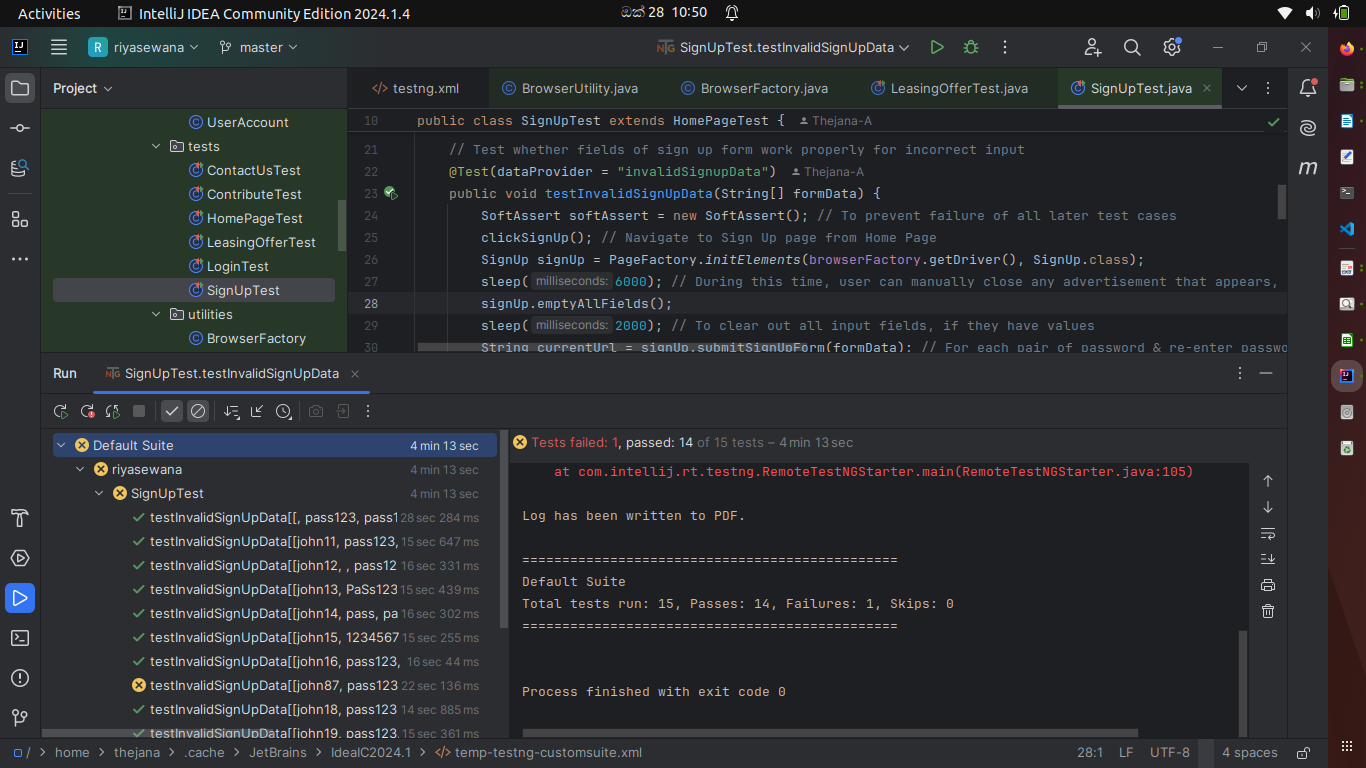 Activities
IntelliJ IDEA Community Edition 2024.1.4
ඔක් 28 10:50
R riyasewana
master
SignUpTest.testInvalidSignUpData
Project
testng.xml
BrowserUtility.java
BrowserFactory.java
LeasingOfferTest.java
SignUpTest.java
UserAccount
tests
ContactUsTest
ContributeTest
HomePageTest
LeasingOfferTest
LoginTest
SignUpTest
utilities
BrowserFactory
10 public class SignUpTest extends HomePageTest { Thejana-A
21 // Test whether fields of sign up form work properly for incorrect input
22 @Test(dataProvider = "invalidSignupData") Thejana-A
23 public void testInvalidSignUpData(String[] formData) {
24 SoftAssert softAssert = new SoftAssert(); // To prevent failure of all later test cases
25 clickSignUp(); // Navigate to Sign Up page from Home Page
26 SignUp signUp = PageFactory.initElements(browserFactory.getDriver(), SignUp.class);
27 sleep( milliseconds: 6000); // During this time, user can manually close any advertisement that appears,
28 signUp.emptyAllFields();
29 sleep( milliseconds: 2000); // To clear out all input fields, if they have values
30 String currentUrl = signUp.submitSignUpForm(formData); // For each pair of password & re-enter passwo
Run
SignUpTest.testInvalidSignUpData
Default Suite 4 min 13 sec
riyasewana 4 min 13 sec
SignUpTest 4 min 13 sec
testInvalidSignUpData[[, pass123, pass1 28 sec 284 ms
testInvalidSignUpData[[john11, pass123, 15 sec 647 ms
testInvalidSignUpData[[john12, , pass12 16 sec 331 ms
testInvalidSignUpData[[john13, PaSs123 15 sec 439 ms
testInvalidSignUpData[[john14, pass, pa 16 sec 302 ms
testInvalidSignUpData[[john15, 1234567 15 sec 255 ms
testInvalidSignUpData[[john16, pass123, 16 sec 44 ms
testInvalidSignUpData[[john87, pass123 22 sec 136 ms
testInvalidSignUpData[[john18, pass123 14 sec 885 ms
testInvalidSignUpData[[john19, pass123, 15 sec 361 ms
Tests failed: 1, passed: 14 of 15 tests – 4 min 13 sec
at com.intellij.rt.testng.RemoteTestNGStarter.main(RemoteTestNGStarter.java:105)
Log has been written to PDF.
===============================================
Default Suite
Total tests run: 15, Passes: 14, Failures: 1, Skips: 0
===============================================
Process finished with exit code 0
/ > home > thejana > .cache > JetBrains > IdeaIC2024.1 > temp-testng-customsuite.xml
28:1 LF UTF-8 4 spaces